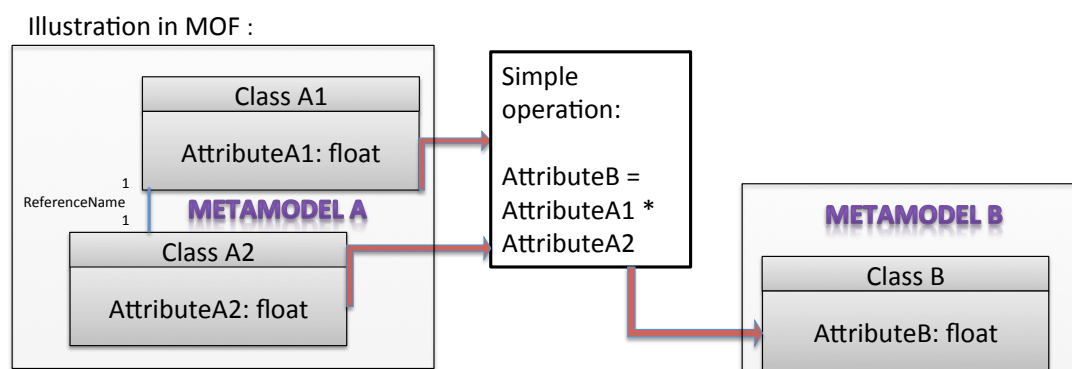 Illustration in MOF :
Class A1
AttributeA1: float
1
ReferenceName
1
METAMODEL A
Class A2
AttributeA2: float
Simple
operation:
AttributeB =
AttributeA1 *
AttributeA2
METAMODEL B
Class B
AttributeB: float